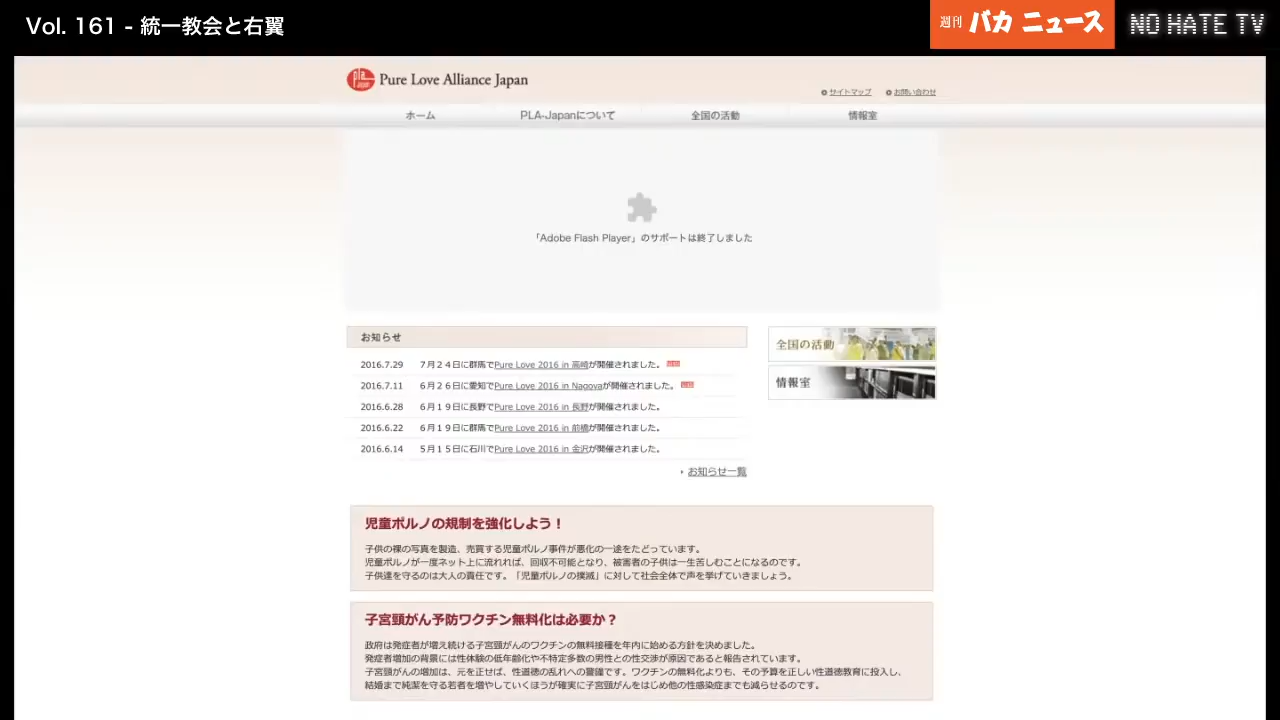 Vol. 161 - 統一教会と右翼
週刊 バカ ニュース
NO HATE TV
pla Japan Pure Love Alliance Japan
サイトマップ お問い合わせ
ホーム PLA-Japanについて 全国の活動 情報室
「Adobe Flash Player」のサポートは終了しました
お知らせ
2016.7.29 7月24日に群馬でPure Love 2016 in 高崎が開催されました。
2016.7.11 6月26日に愛知でPure Love 2016 in Nagoyaが開催されました。
2016.6.28 6月19日に長野でPure Love 2016 in 長野が開催されました。
2016.6.22 6月19日に群馬でPure Love 2016 in 前橋が開催されました。
2016.6.14 5月15日に石川でPure Love 2016 in 金沢が開催されました。
お知らせ一覧
全国の活動
情報室
児童ポルノの規制を強化しよう！
子供の裸の写真を製造、売買する児童ポルノ事件が悪化の一途をたどっています。
児童ポルノが一度ネット上に流れれば、回収不可能となり、被害者の子供は一生苦しむことになるのです。
子供達を守るのは大人の責任です。「児童ポルノの撲滅」に対して社会全体で声を挙げていきましょう。
子宮頸がん予防ワクチン無料化は必要か？
政府は発症者が増え続ける子宮頸がんのワクチンの無料接種を年内に始める方針を決めました。
発症者増加の背景には性体験の低年齢化や不特定多数の男性との性交渉が原因であると報告されています。
子宮頸がんの増加は、元を正せば、性道徳の乱れへの警鐘です。ワクチンの無料化よりも、その予算を正しい性道徳教育に投入し、
結婚まで純潔を守る若者を増やしていくほうが確実に子宮頸がんをはじめ他の性感染症までも減らせるのです。